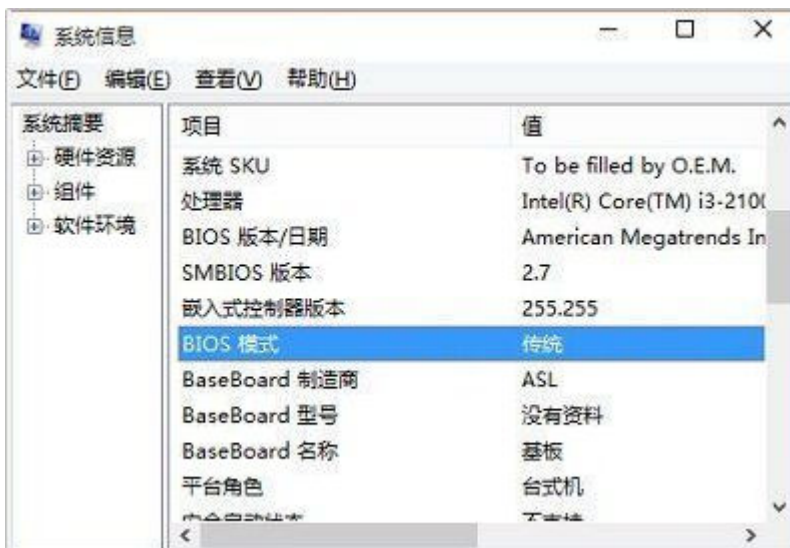 系统信息
文件(F) 编辑(E) 查看(V) 帮助(H)
系统摘要
硬件资源
组件
软件环境
项目 值
系统 SKU To be filled by O.E.M.
处理器 Intel(R) Core(TM) i3-210
BIOS 版本/日期 American Megatrends In
SMBIOS 版本 2.7
嵌入式控制器版本 255.255
BIOS 模式 传统
BaseBoard 制造商 ASL
BaseBoard 型号 没有资料
BaseBoard 名称 基板
平台角色 台式机